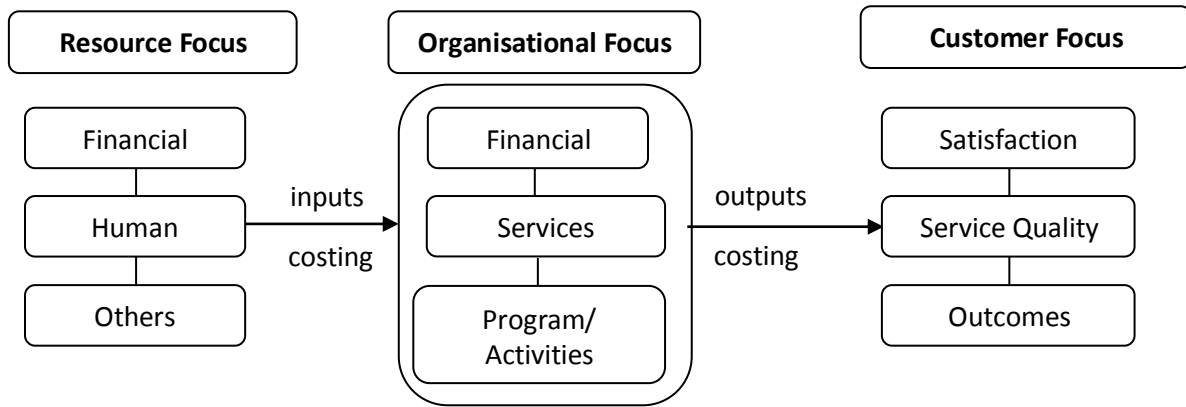 Resource Focus
Organisational Focus
Customer Focus
Financial
Human
Others
inputs
costing
Financial
Services
Program/
Activities
outputs
costing
Satisfaction
Service Quality
Outcomes